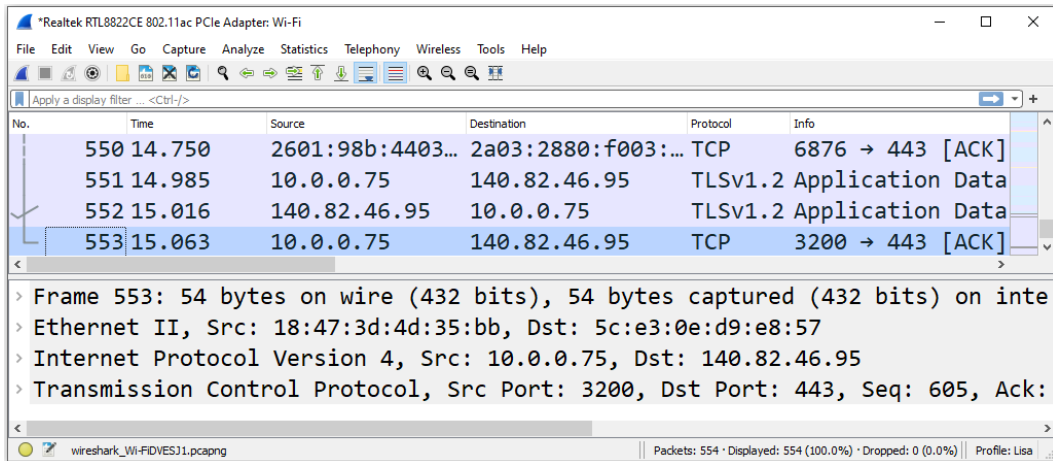 *Realtek RTL8822CE 802.11ac PCIe Adapter: Wi-Fi
File Edit View Go Capture Analyze Statistics Telephony Wireless Tools Help
Apply a display filter ... <Ctrl-/>
No. Time Source Destination Protocol Info
550 14.750 2601:98b:4403… 2a03:2880:f003:… TCP 6876 → 443 [ACK]
551 14.985 10.0.0.75 140.82.46.95 TLSv1.2 Application Data
552 15.016 140.82.46.95 10.0.0.75 TLSv1.2 Application Data
553 15.063 10.0.0.75 140.82.46.95 TCP 3200 → 443 [ACK]
Frame 553: 54 bytes on wire (432 bits), 54 bytes captured (432 bits) on inte
Ethernet II, Src: 18:47:3d:4d:35:bb, Dst: 5c:e3:0e:d9:e8:57
Internet Protocol Version 4, Src: 10.0.0.75, Dst: 140.82.46.95
Transmission Control Protocol, Src Port: 3200, Dst Port: 443, Seq: 605, Ack:
wireshark_Wi-FiDVESJ1.pcapng Packets: 554 · Displayed: 554 (100.0%) · Dropped: 0 (0.0%) Profile: Lisa